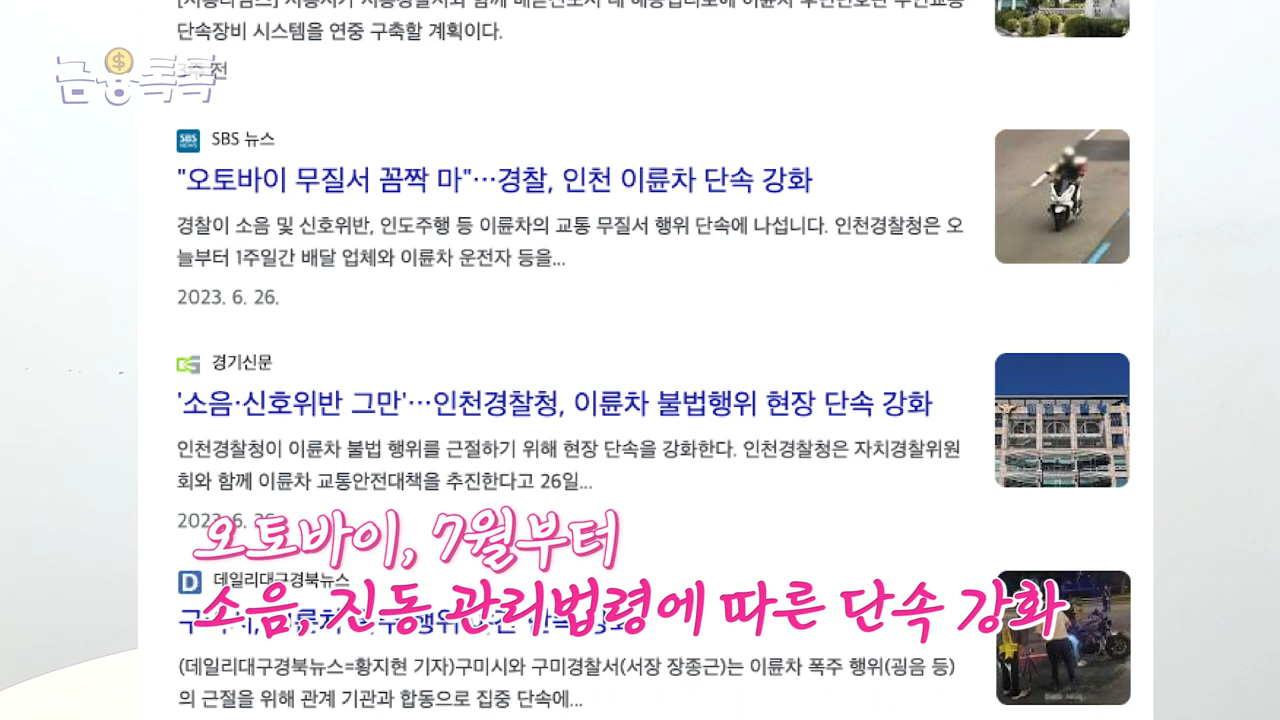 단속장비 시스템을 연중 구축할 계획이다.
금융톡톡
3주 전
SBS 뉴스
"오토바이 무질서 꼼짝 마"…경찰, 인천 이륜차 단속 강화
경찰이 소음 및 신호위반, 인도주행 등 이륜차의 교통 무질서 행위 단속에 나섭니다. 인천경찰청은 오
늘부터 1주일간 배달 업체와 이륜차 운전자 등을...
2023. 6. 26.
경기신문
'소음·신호위반 그만'…인천경찰청, 이륜차 불법행위 현장 단속 강화
인천경찰청이 이륜차 불법 행위를 근절하기 위해 현장 단속을 강화한다. 인천경찰청은 자치경찰위원
회와 함께 이륜차 교통안전대책을 추진한다고 26일...
2023. 6. 26.
오토바이, 7월부터
데일리대구경북뉴스
소음, 진동 관리법령에 따른 단속 강화
(데일리대구경북뉴스=황지현 기자)구미시와 구미경찰서(서장 장종근)는 이륜차 폭주 행위(굉음 등)
의 근절을 위해 관계 기관과 합동으로 집중 단속에...